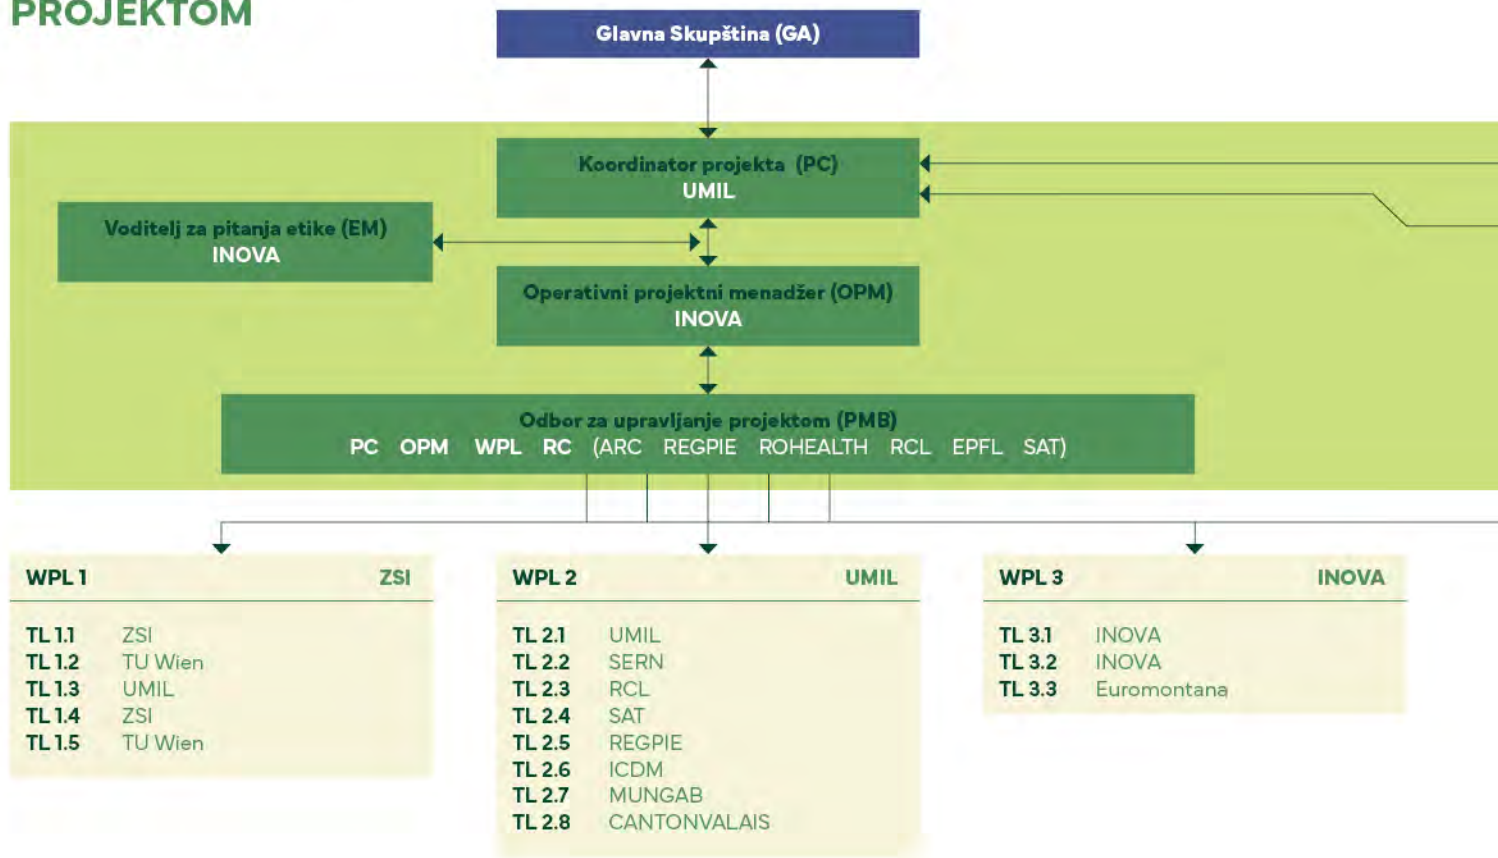 PROJEKTOM
Glavna Skupština (GA)
Koordinator projekta (PC)
UMIL
Voditelj za pitanja etike (EM)
INOVA
Operativni projektni menadžer (OPM)
INOVA
Odbor za upravljanje projektom (PMB)
PC OPM WPL RC (ARC REGPIE ROHEALTH RCL EPFL SAT)
WPL 1 ZSI
TL 1.1 ZSI
TL 1.2 TU Wien
TL 1.3 UMIL
TL 1.4 ZSI
TL 1.5 TU Wien
WPL 2 UMIL
TL 2.1 UMIL
TL 2.2 SERN
TL 2.3 RCL
TL 2.4 SAT
TL 2.5 REGPIE
TL 2.6 ICDM
TL 2.7 MUNGAB
TL 2.8 CANTONVALAIS
WPL 3 INOVA
TL 3.1 INOVA
TL 3.2 INOVA
TL 3.3 Euromontana